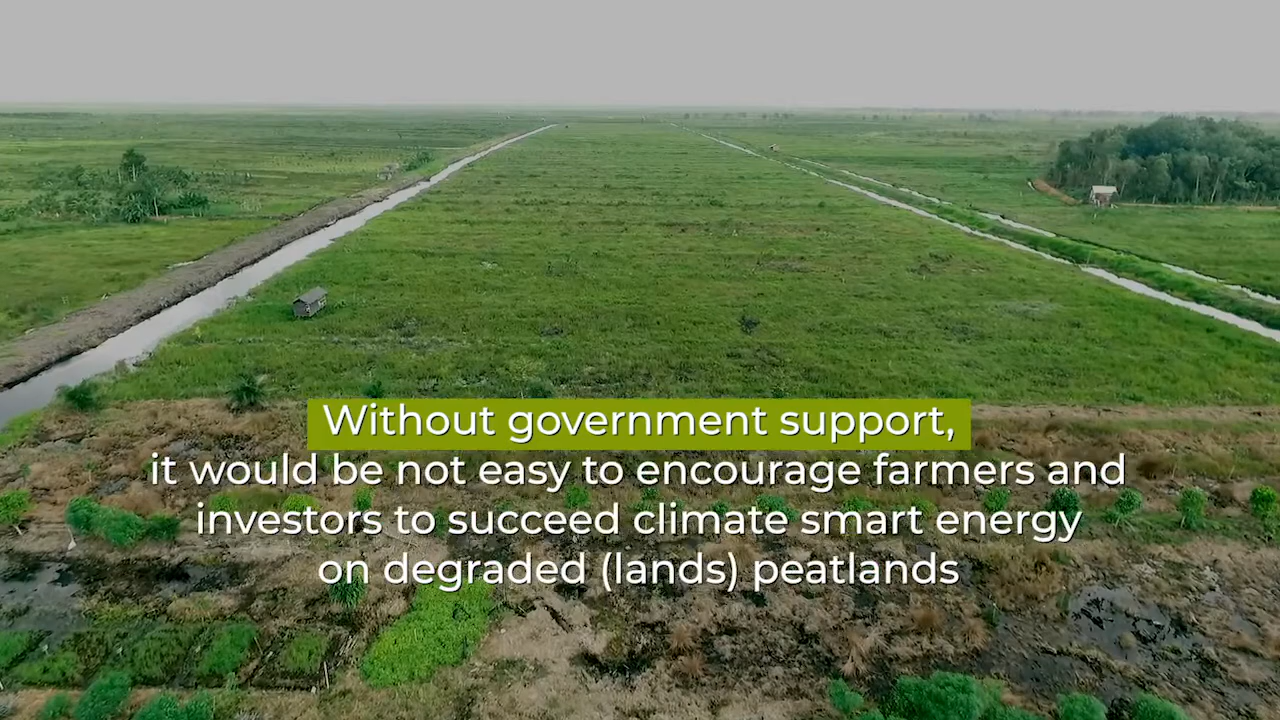 Without government support,
it would be not easy to encourage farmers and
investors to succeed climate smart energy
on degraded (lands) peatlands